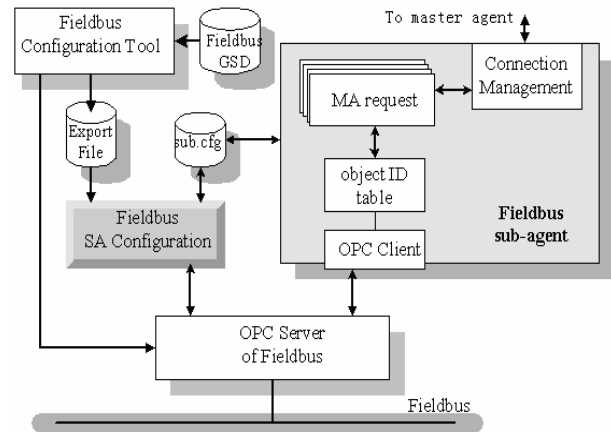 To master agent
Fieldbus
Configuration Tool
Fieldbus
GSD
Connection
Management
MA request
Export
File
sub.cfg
object ID
table
Fieldbus
SA Configuration
Fieldbus
sub-agent
OPC Client
OPC Server
of Fieldbus
Fieldbus